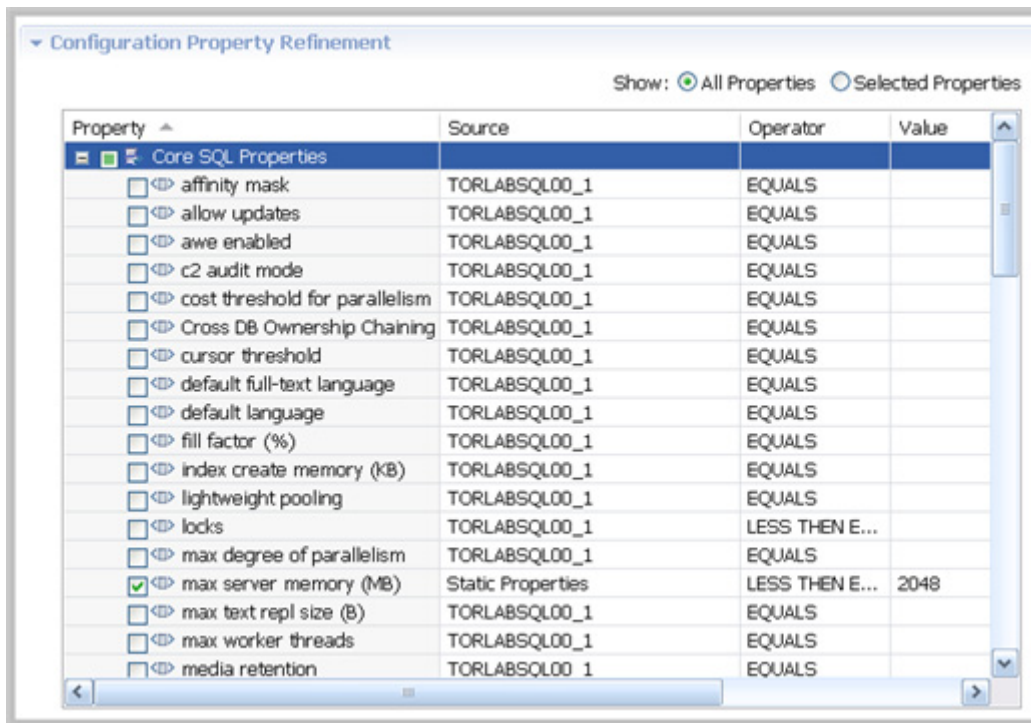 Configuration Property Refinement
Show: All Properties Selected Properties
Property Source Operator Value
Core SQL Properties
affinity mask TORLABSQL00_1 EQUALS
allow updates TORLABSQL00_1 EQUALS
awe enabled TORLABSQL00_1 EQUALS
c2 audit mode TORLABSQL00_1 EQUALS
cost threshold for parallelism TORLABSQL00_1 EQUALS
Cross DB Ownership Chaining TORLABSQL00_1 EQUALS
cursor threshold TORLABSQL00_1 EQUALS
default full-text language TORLABSQL00_1 EQUALS
default language TORLABSQL00_1 EQUALS
fill factor (%) TORLABSQL00_1 EQUALS
index create memory (KB) TORLABSQL00_1 EQUALS
lightweight pooling TORLABSQL00_1 EQUALS
locks TORLABSQL00_1 LESS THEN E...
max degree of parallelism TORLABSQL00_1 EQUALS
max server memory (MB) Static Properties LESS THEN E... 2048
max text repl size (B) TORLABSQL00_1 EQUALS
max worker threads TORLABSQL00_1 EQUALS
media retention TORLABSQL00_1 EQUALS